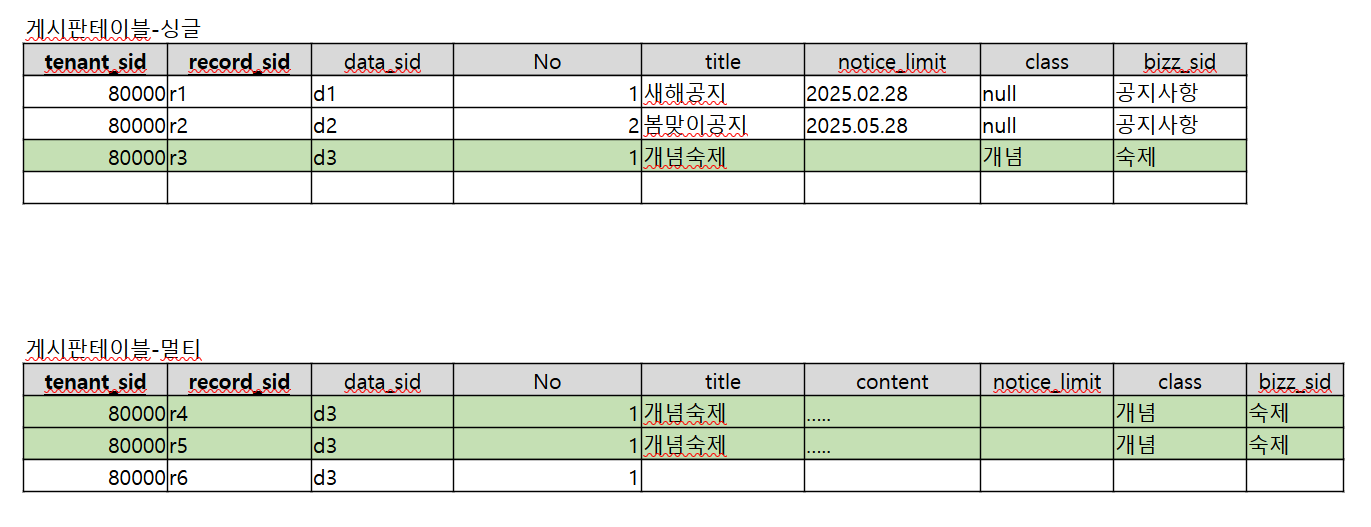 게시판테이블-싱글
tenant_sid record_sid data_sid No title notice_limit class bizz_sid
80000 r1 d1 1 새해공지 2025.02.28 null 공지사항
80000 r2 d2 2 봄맞이공지 2025.05.28 null 공지사항
80000 r3 d3 1 개념숙제 개념 숙제
게시판테이블-멀티
tenant_sid record_sid data_sid No title content notice_limit class bizz_sid
80000 r4 d3 1 개념숙제 ..... 개념 숙제
80000 r5 d3 1 개념숙제 ..... 개념 숙제
80000 r6 d3 1